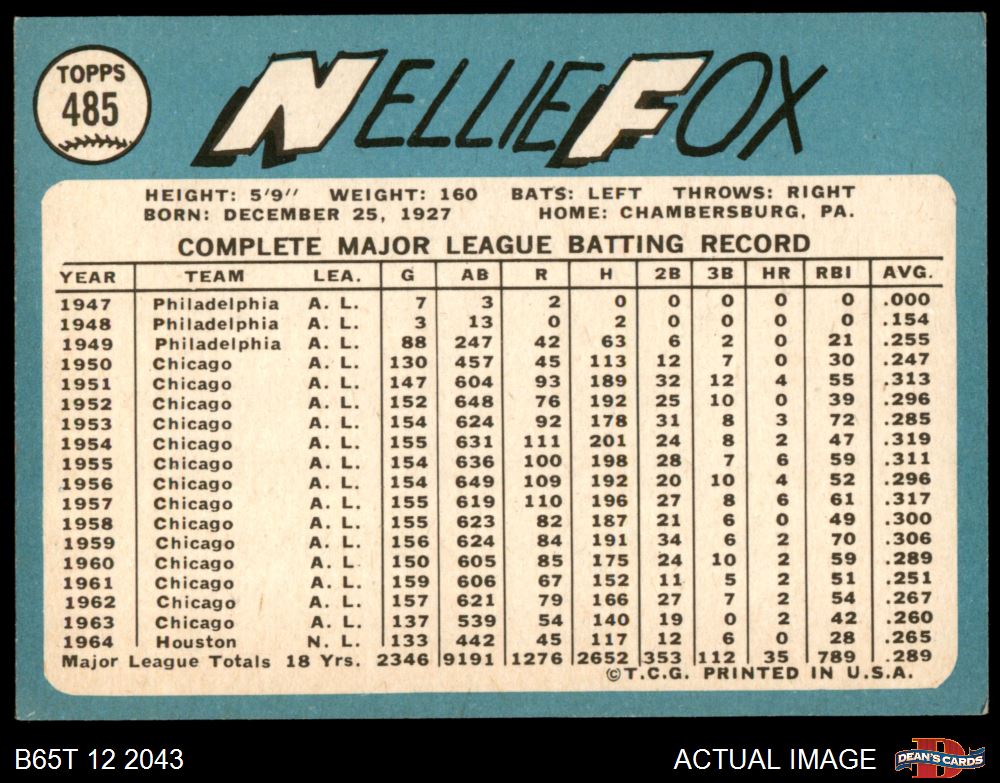 TOPPS
485
NELLIE FOX
HEIGHT: 5'9" WEIGHT: 160 BATS: LEFT THROWS: RIGHT
BORN: DECEMBER 25, 1927 HOME: CHAMBERSBURG, PA.
COMPLETE MAJOR LEAGUE BATTING RECORD
YEAR TEAM LEA. G AB R H 2B 3B HR RBI AVG.
1947 Philadelphia A. L. 7 3 2 0 0 0 0 0 .000
1948 Philadelphia A. L. 3 13 0 2 0 0 0 0 .154
1949 Philadelphia A. L. 88 247 42 63 6 2 0 21 .255
1950 Chicago A. L. 130 457 45 113 12 7 0 30 .247
1951 Chicago A. L. 147 604 93 189 32 12 4 55 .313
1952 Chicago A. L. 152 648 76 192 25 10 0 39 .296
1953 Chicago A. L. 154 624 92 178 31 8 3 72 .285
1954 Chicago A. L. 155 631 111 201 24 8 2 47 .319
1955 Chicago A. L. 154 636 100 198 28 7 6 59 .311
1956 Chicago A. L. 154 649 109 192 20 10 4 52 .296
1957 Chicago A. L. 155 619 110 196 27 8 6 61 .317
1958 Chicago A. L. 155 623 82 187 21 6 0 49 .300
1959 Chicago A. L. 156 624 84 191 34 6 2 70 .306
1960 Chicago A. L. 150 605 85 175 24 10 2 59 .289
1961 Chicago A. L. 159 606 67 152 11 5 2 51 .251
1962 Chicago A. L. 157 621 79 166 27 7 2 54 .267
1963 Chicago A. L. 137 539 54 140 19 0 2 42 .260
1964 Houston N. L. 133 442 45 117 12 6 0 28 .265
Major League Totals 18 Yrs. 2346 9191 1276 2652 353 112 35 789 .289
©T.C.G. PRINTED IN U.S.A.
B65T 12 2043 ACTUAL IMAGE
D
DEAN'S CARDS